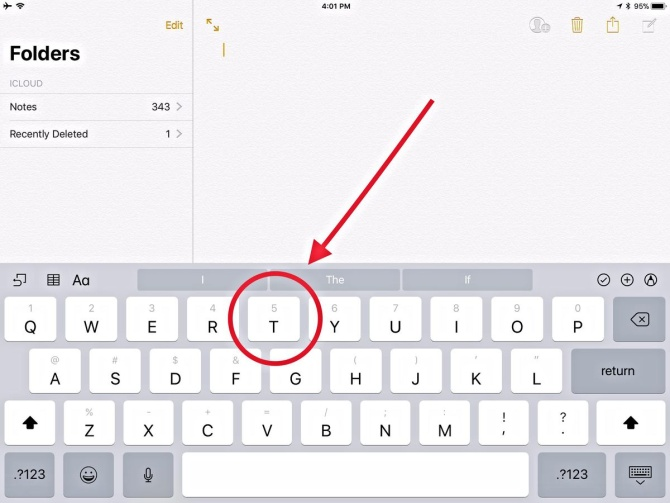 4:01 PM 95%
Edit
Folders
ICLOUD
Notes 343
Recently Deleted 1
Aa I The If
1 2 3 4 5 6 7 8 9 0
Q W E R T Y U I O P
@ # $ & * ( ) ' "
A S D F G H J K L return
% - + = / ; : ! ?
Z X C V B N M , .
.?123 .?123